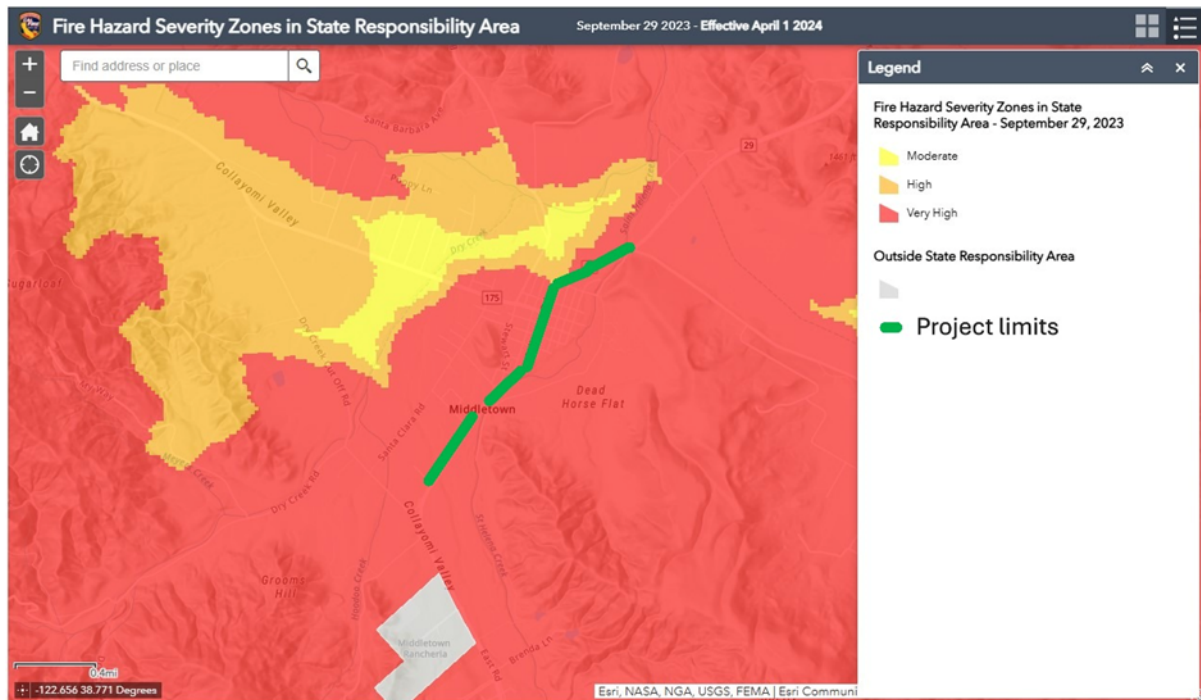 Fire Hazard Severity Zones in State Responsibility Area
September 29 2023 - Effective April 1 2024
+
−
Find address or place
Legend
Fire Hazard Severity Zones in State
Responsibility Area - September 29, 2023
Moderate
High
Very High
Outside State Responsibility Area
Project limits
Santa Barbara Ave
29
Collayomi Valley
Dry Creek
175
Stewart St
Dry Creek Cut Off Rd
Dead
Horse Flat
Middletown
Santa Clara Rd
Dry Creek Rd
Collayomi Valley
St Helena Creek
Grooms
Hill
Middletown
Rancheria
East Rd
Brenda Ln
0.4mi
-122.656 38.771 Degrees
Esri, NASA, NGA, USGS, FEMA | Esri Communi